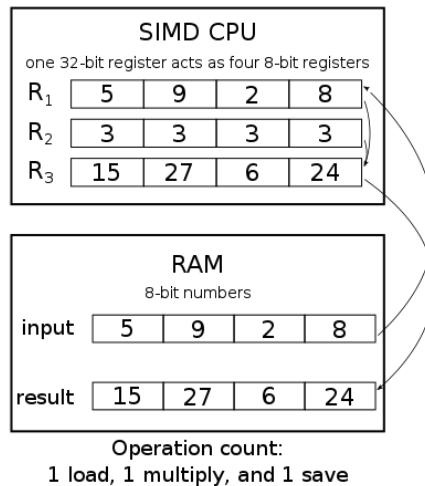 SIMD CPU
one 32-bit register acts as four 8-bit registers
R1 5 9 2 8
R2 3 3 3 3
R3 15 27 6 24
RAM
8-bit numbers
input 5 9 2 8
result 15 27 6 24
Operation count:
1 load, 1 multiply, and 1 save